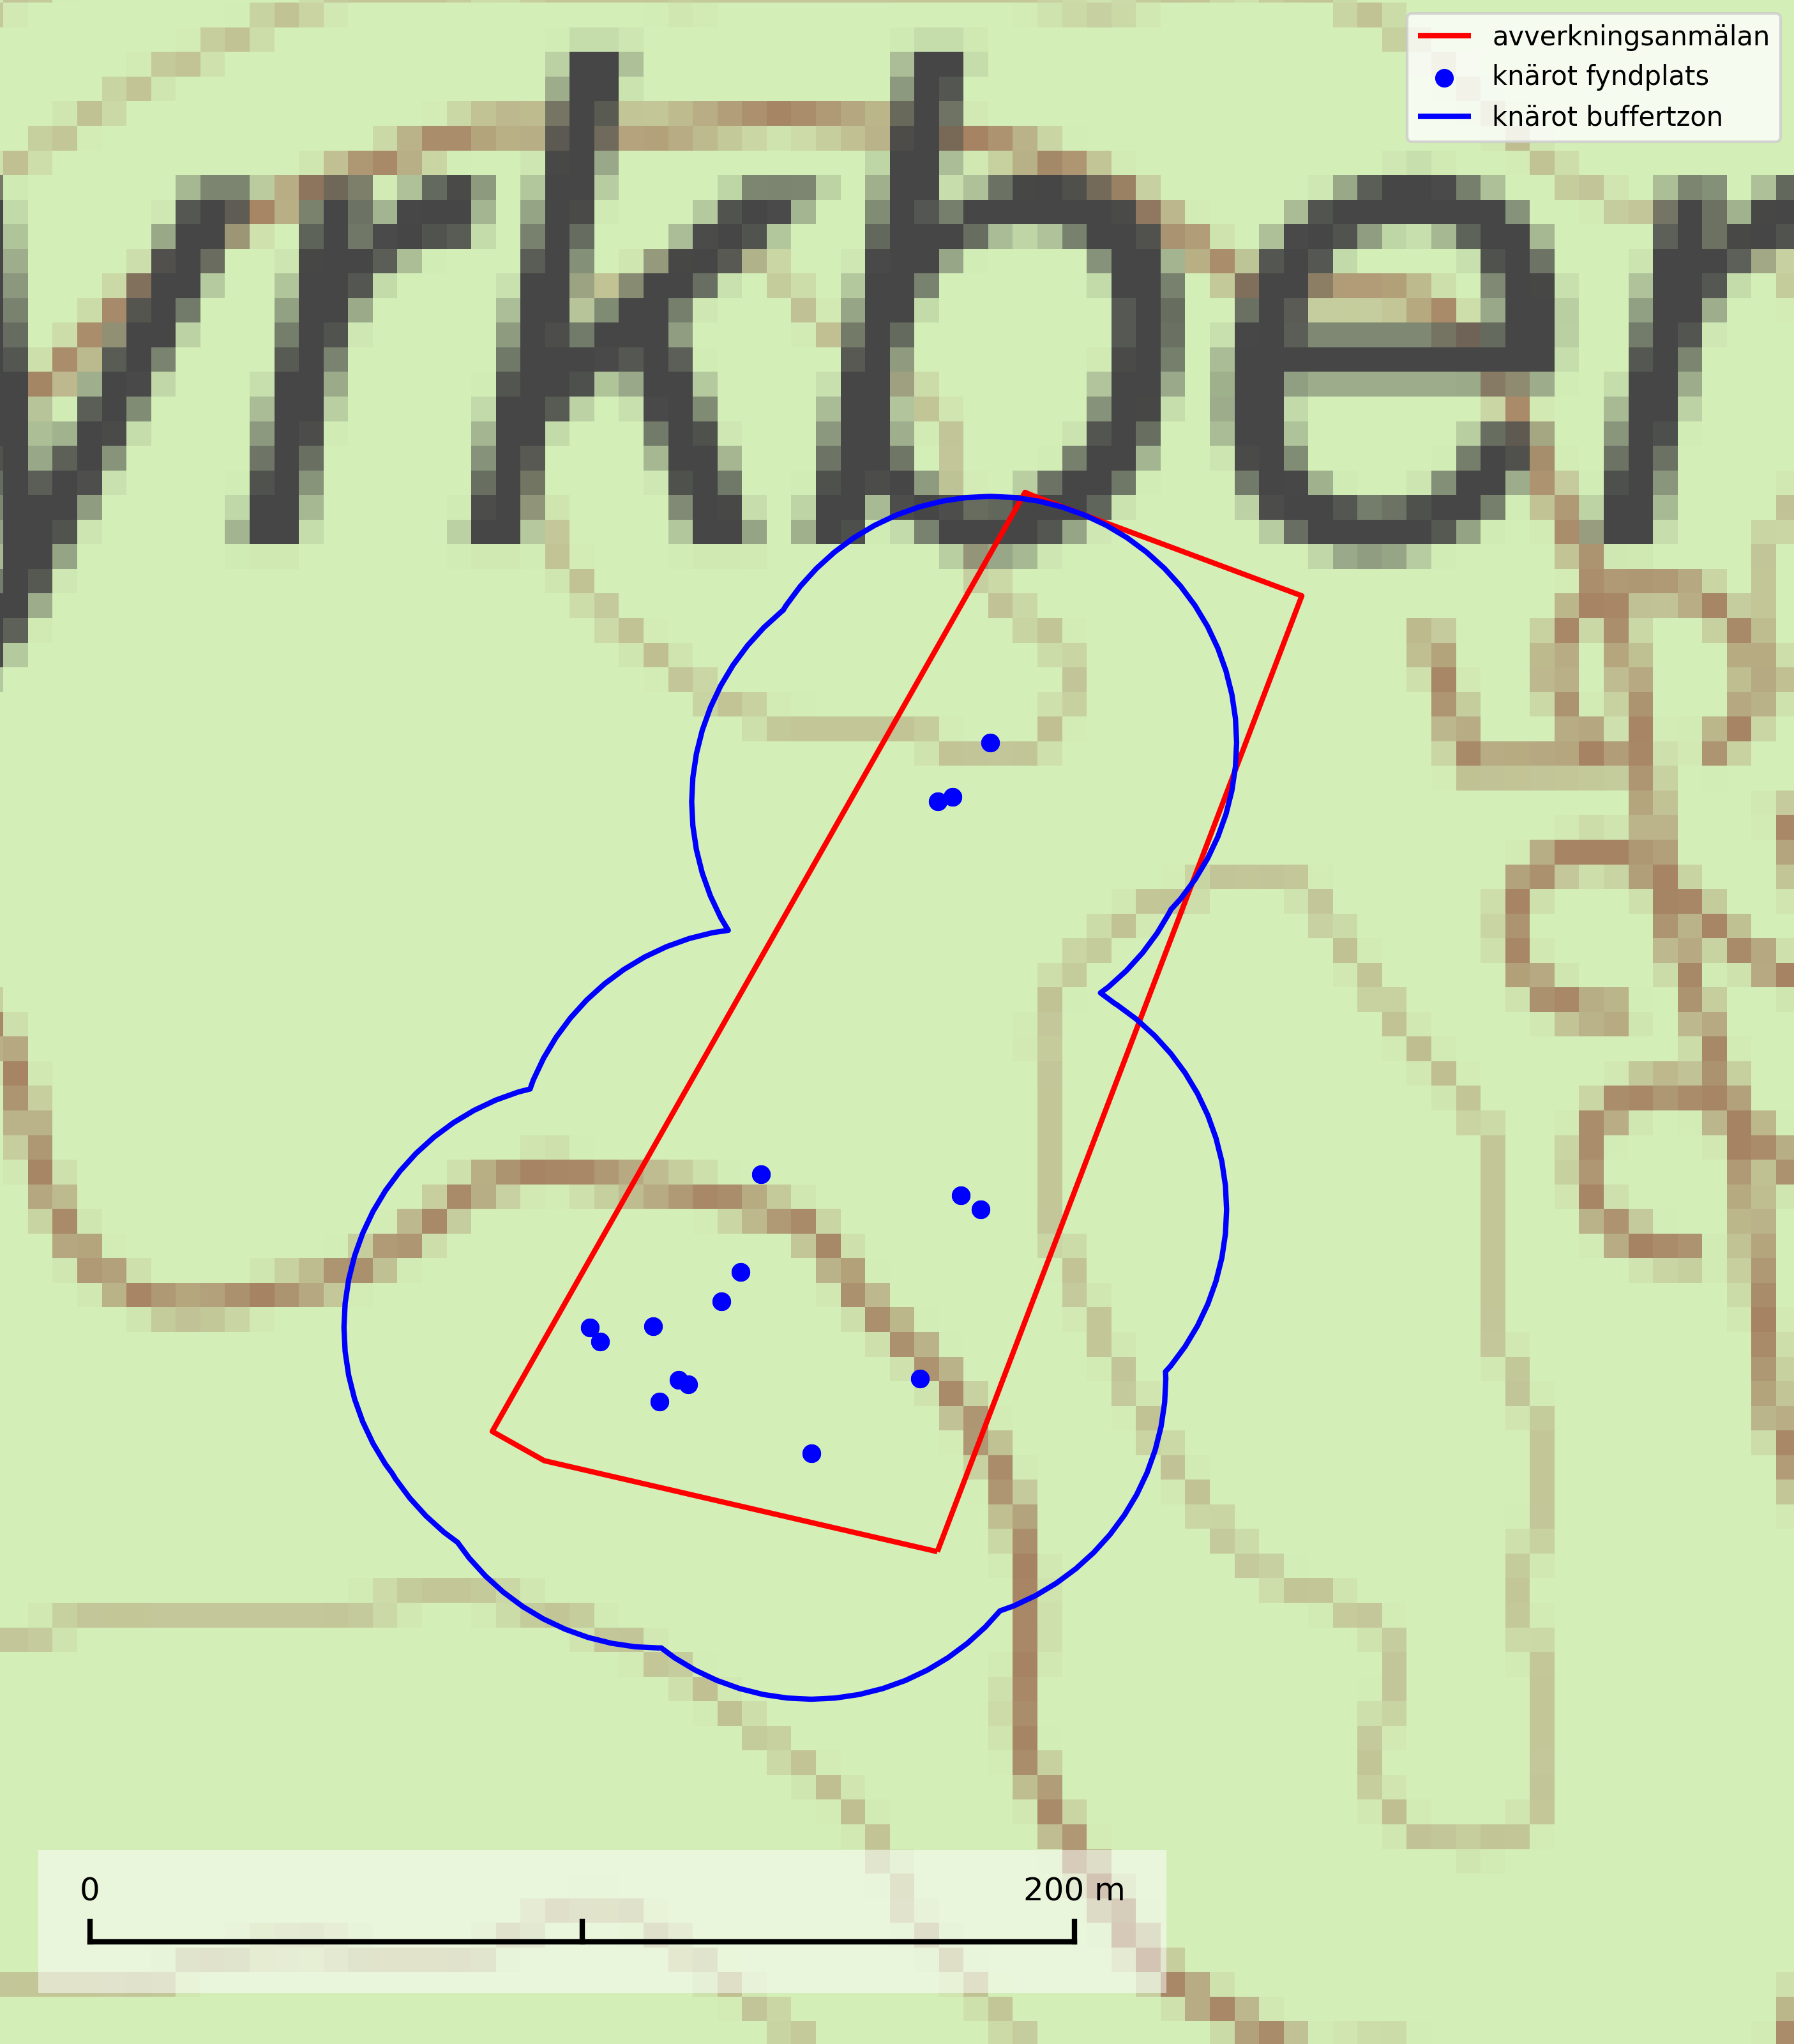 avverkningsanmälan
knärot fyndplats
knärot buffertzon
0
200 m